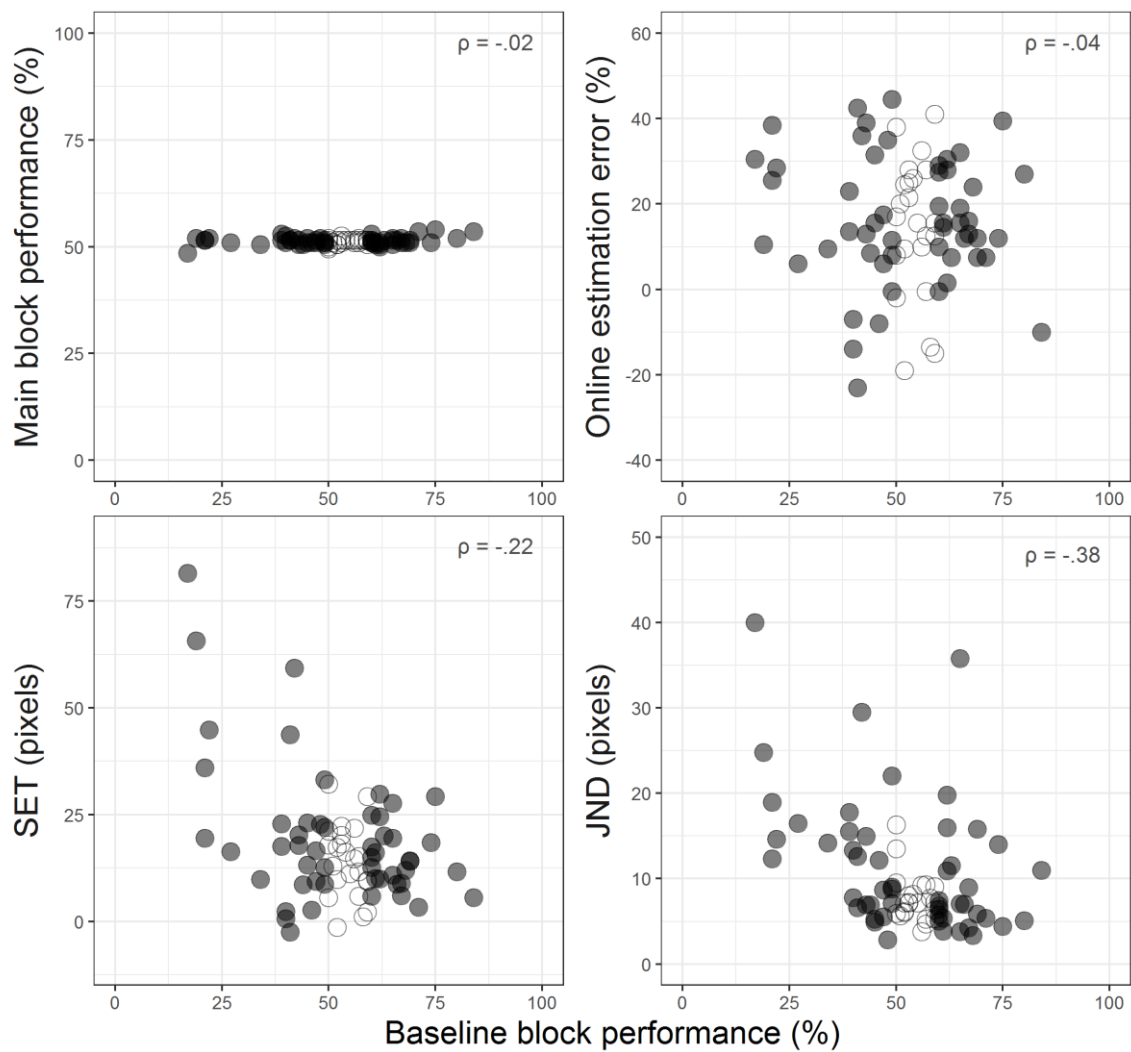 Main block performance (%)
100
75
50
25
0
ρ = -.02
0 25 50 75 100
Online estimation error (%)
60
40
20
0
-20
-40
ρ = -.04
0 25 50 75 100
SET (pixels)
75
50
25
0
ρ = -.22
0 25 50 75 100
JND (pixels)
50
40
30
20
10
0
ρ = -.38
0 25 50 75 100
Baseline block performance (%)